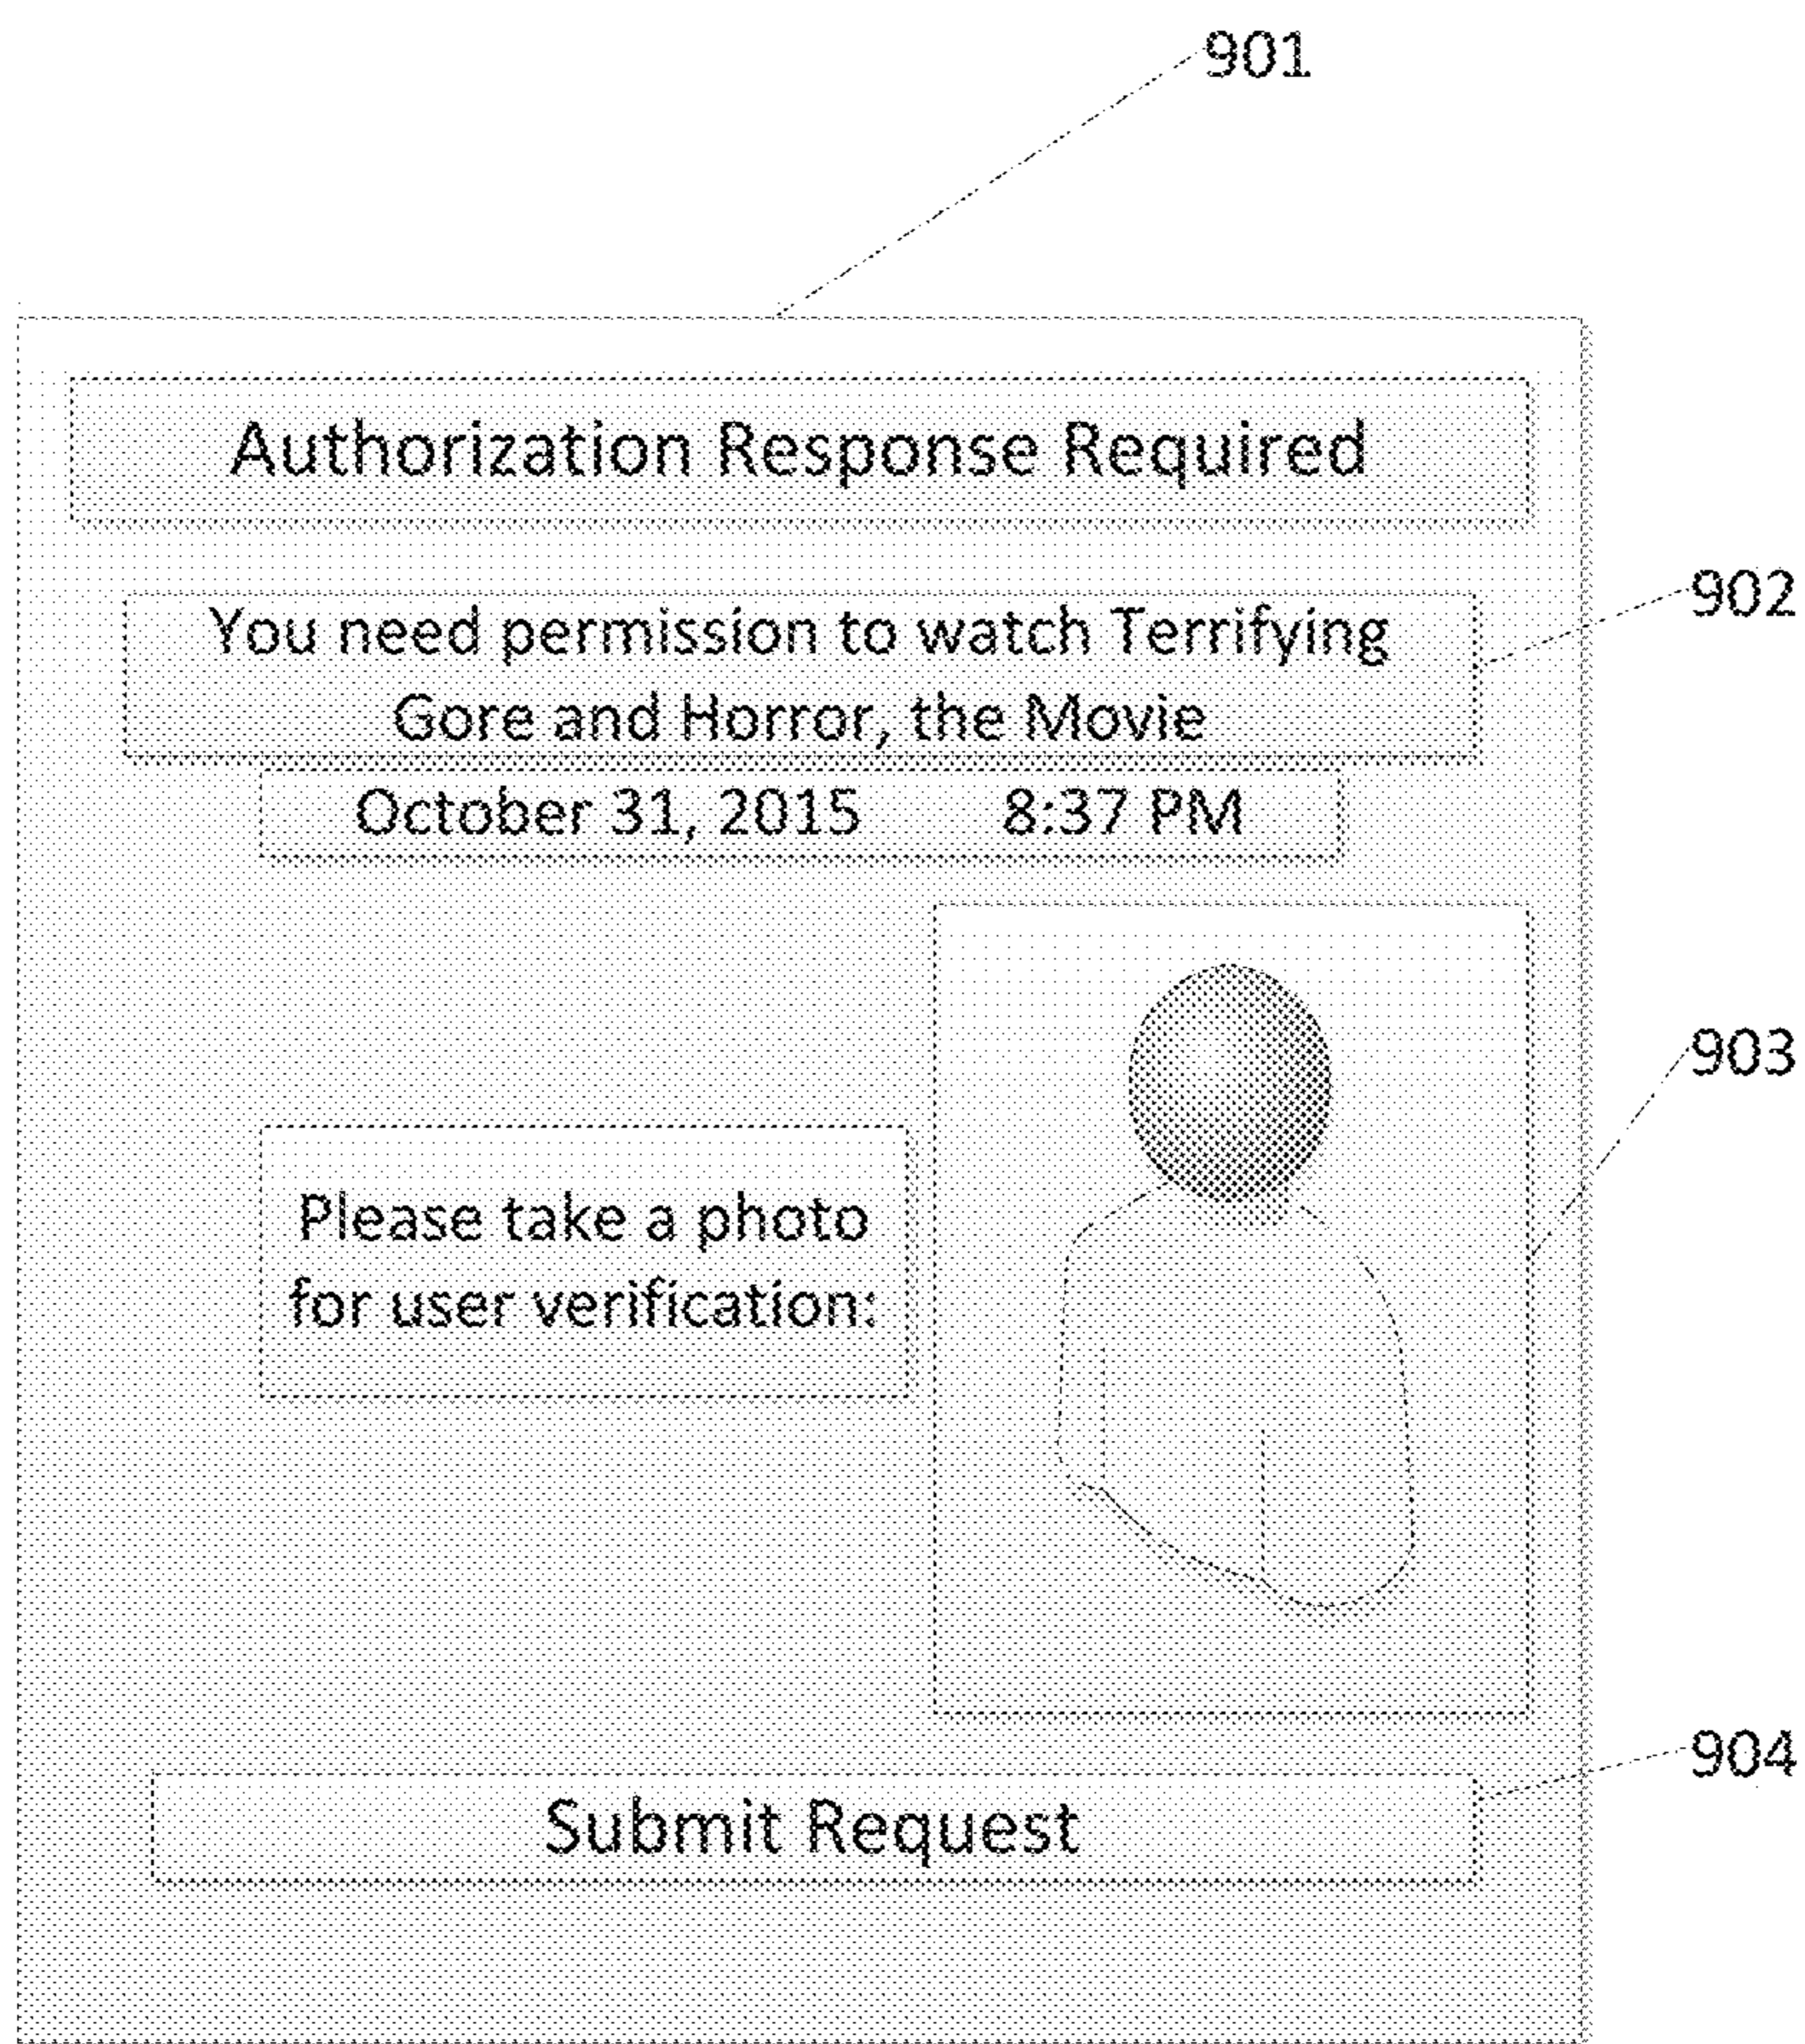 901
Authorization Response Required
902
You need permission to watch Terrifying
Gore and Horror, the Movie
October 31, 2015 8:37 PM
903
Please take a photo
for user verification:
904
Submit Request